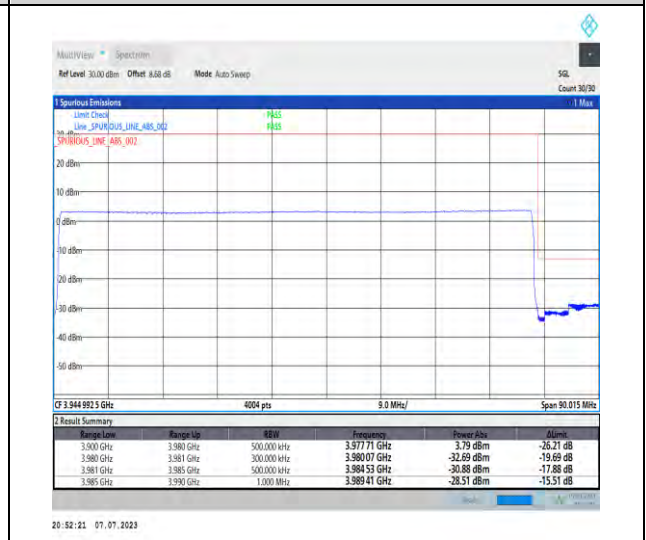 MultiView Spectrum
Ref Level 30.00 dBm Offset 8.68 dB Mode Auto Sweep SGL
Count 30/30
1 Spurious Emissions 1 Max
Limit Check PASS
Line _SPURIOUS_LINE_ABS_002 PASS
30 dBm
_SPURIOUS_LINE_ABS_002
20 dBm
10 dBm
0 dBm
-10 dBm
-20 dBm
-30 dBm
-40 dBm
-50 dBm
CF 3.944 992 5 GHz 4004 pts 9.0 MHz/ Span 90.015 MHz
2 Result Summary
Range Low Range Up RBW Frequency Power Abs ΔLimit
3.900 GHz 3.980 GHz 500.000 kHz 3.977 71 GHz 3.79 dBm -26.21 dB
3.980 GHz 3.981 GHz 300.000 kHz 3.980 07 GHz -32.69 dBm -19.69 dB
3.981 GHz 3.985 GHz 500.000 kHz 3.984 53 GHz -30.88 dBm -17.88 dB
3.985 GHz 3.990 GHz 1.000 MHz 3.989 41 GHz -28.51 dBm -15.51 dB
20:52:21 07.07.2023